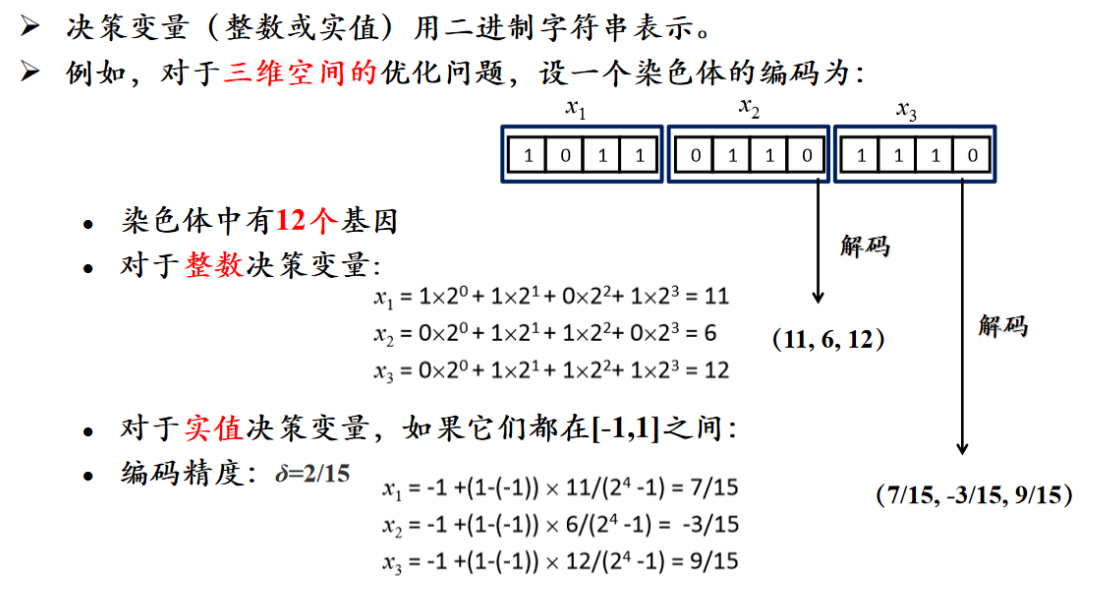 ➢ 决策变量（整数或实值）用二进制字符串表示。
➢ 例如，对于三维空间的优化问题，设一个染色体的编码为：
x₁ x₂ x₃
1 0 1 1 0 1 1 0 1 1 1 0
• 染色体中有12个基因
解码
• 对于整数决策变量:
x₁ = 1×2⁰ + 1×2¹ + 0×2²+ 1×2³ = 11
x₂ = 0×2⁰ + 1×2¹ + 1×2²+ 0×2³ = 6
x₃ = 0×2⁰ + 1×2¹ + 1×2²+ 1×2³ = 12
（11, 6, 12）
解码
• 对于实值决策变量，如果它们都在[-1,1]之间：
• 编码精度：δ=2/15
x₁ = -1 +(1-(-1)) × 11/(2⁴ -1) = 7/15
x₂ = -1 +(1-(-1)) × 6/(2⁴ -1) = -3/15
x₃ = -1 +(1-(-1)) × 12/(2⁴ -1) = 9/15
（7/15, -3/15, 9/15）